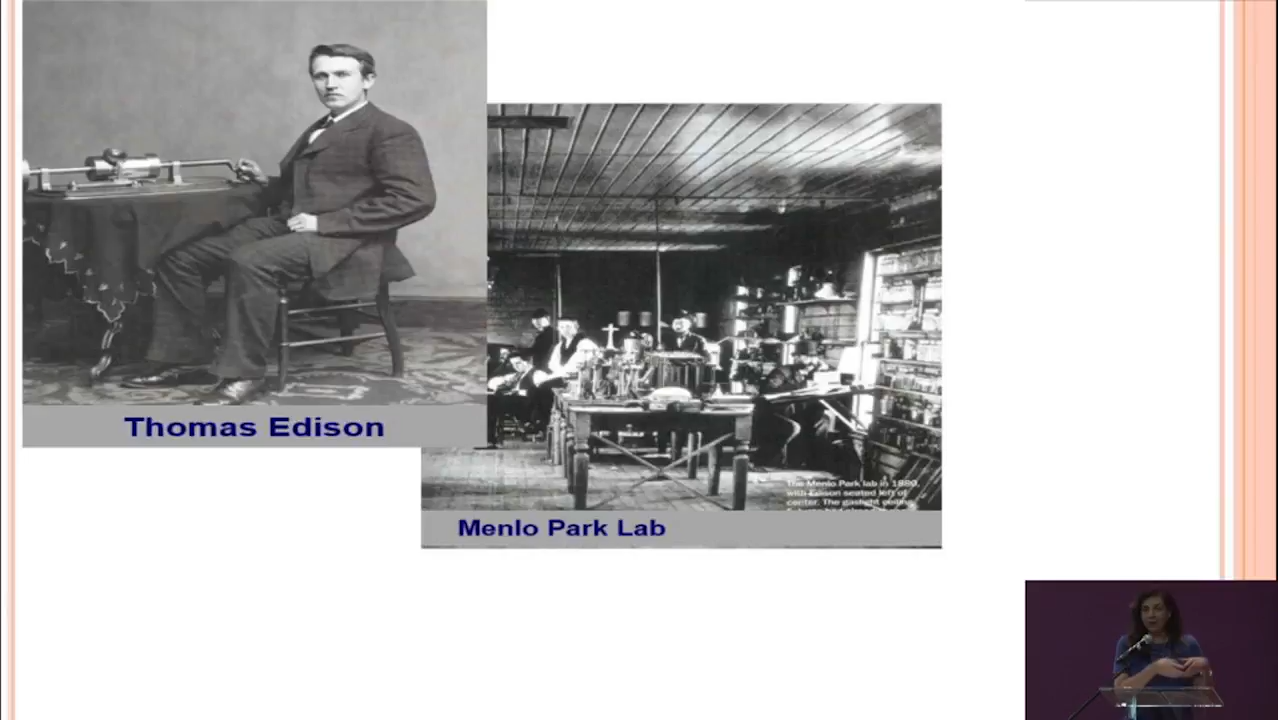 Thomas Edison
The Menlo Park lab in 1880,
with Edison seated left of
center. The gaslight
Menlo Park Lab